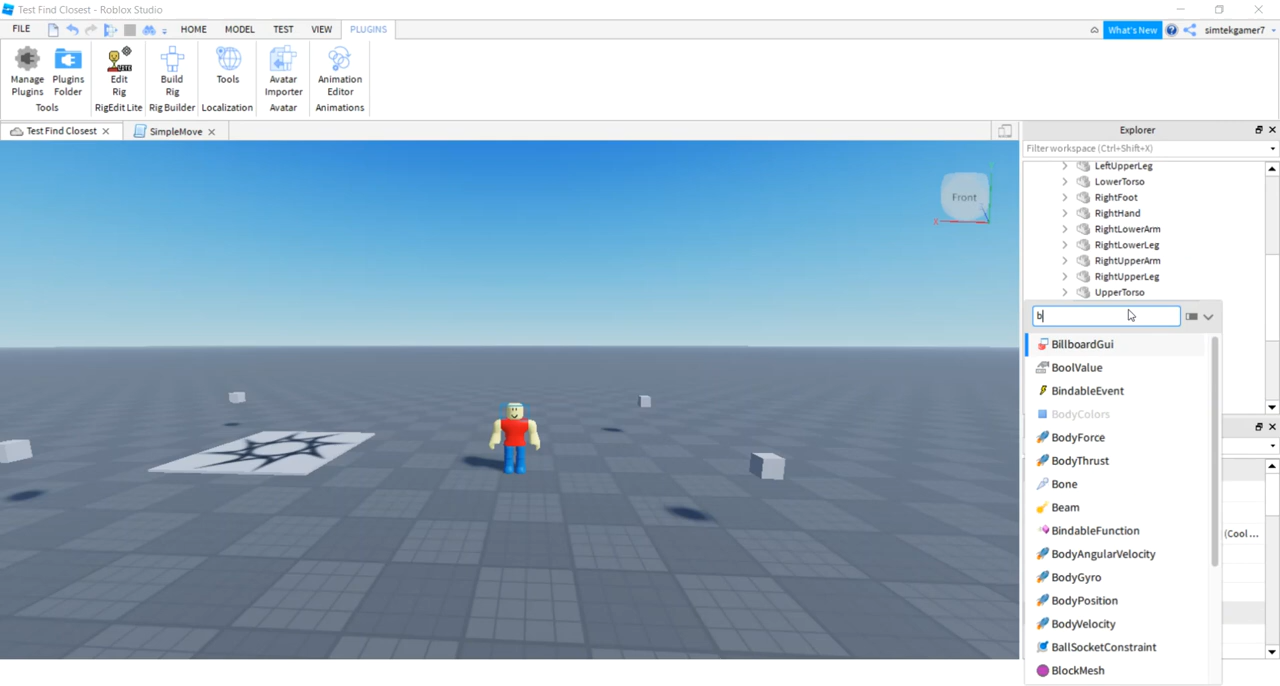 Test Find Closest - Roblox Studio
FILE HOME MODEL TEST VIEW PLUGINS What's New simtekgamer7
Manage Plugins
Plugins Folder
Edit Rig
Build Rig
Tools
Avatar Importer
Animation Editor
Tools RigEdit Lite Rig Builder Localization Avatar Animations
Test Find Closest SimpleMove
Explorer
Filter workspace (Ctrl+Shift+X)
Front
X
LeftUpperLeg
LowerTorso
RightFoot
RightHand
RightLowerArm
RightLowerLeg
RightUpperArm
RightUpperLeg
UpperTorso
b
BillboardGui
BoolValue
BindableEvent
BodyColors
BodyForce
BodyThrust
Bone
Beam
BindableFunction
(Cool ...
BodyAngularVelocity
BodyGyro
BodyPosition
BodyVelocity
BallSocketConstraint
BlockMesh